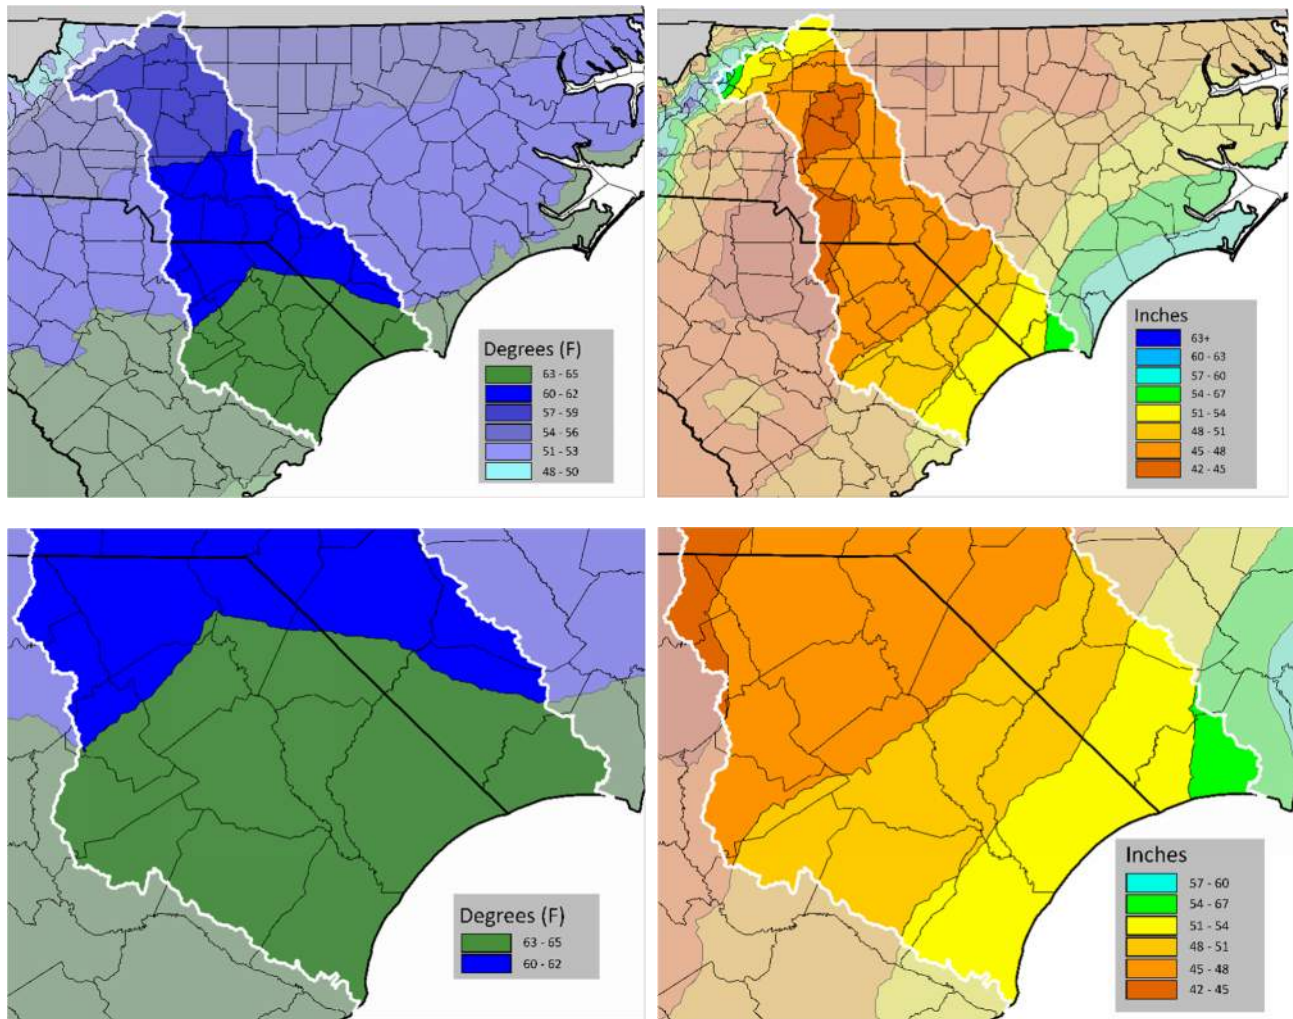 Degrees (F)
63 - 65
60 - 62
57 - 59
54 - 56
51 - 53
48 - 50
Inches
63+
60 - 63
57 - 60
54 - 67
51 - 54
48 - 51
45 - 48
42 - 45
Degrees (F)
63 - 65
60 - 62
Inches
57 - 60
54 - 67
51 - 54
48 - 51
45 - 48
42 - 45